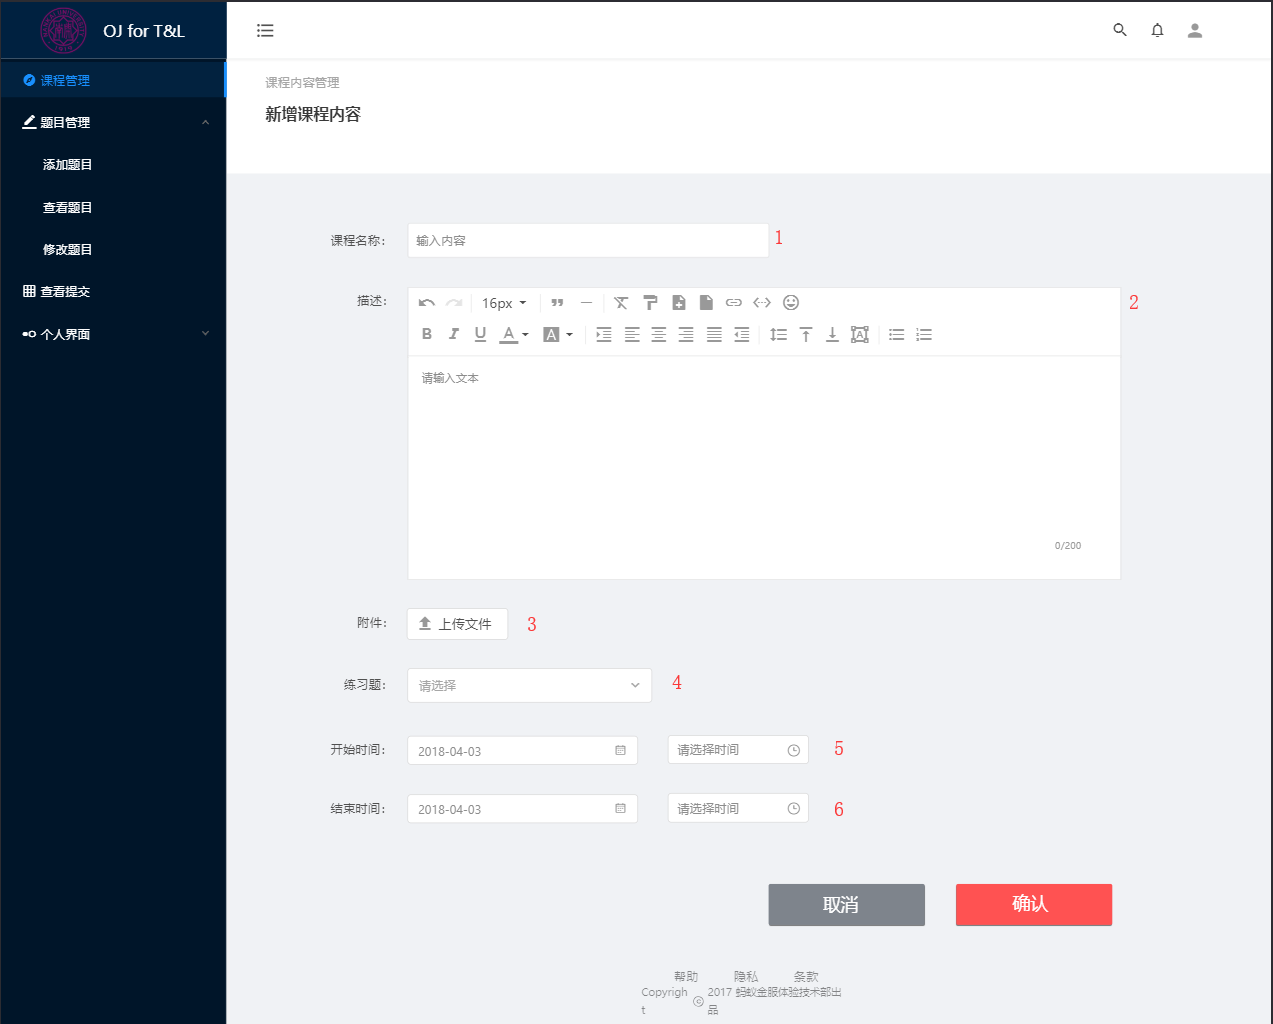 OJ for T&L
课程管理
题目管理
添加题目
查看题目
修改题目
查看提交
个人界面
课程内容管理
新增课程内容
课程名称: 输入内容 1
描述: 16px 2
B I U A A A
请输入文本
0/200
附件: 上传文件 3
练习题: 请选择 4
开始时间: 2018-04-03 请选择时间 5
结束时间: 2018-04-03 请选择时间 6
取消 确认
帮助 隐私 条款
Copyrigh © 2017 蚂蚁金服体验技术部出
t 品